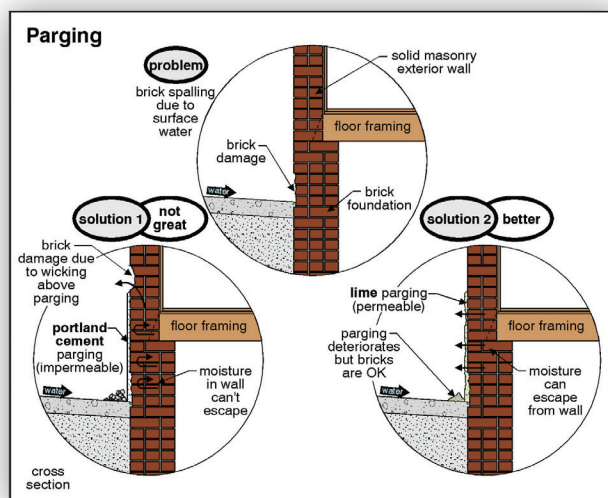 Parging
problem
brick spalling
due to
surface
water
solid masonry
exterior wall
floor framing
brick
damage
water
brick
foundation
solution 1
not
great
brick
damage due
to wicking
above
parging
portland
cement
parging
(impermeable)
floor framing
moisture
in wall
can't
escape
water
cross
section
solution 2
better
lime parging
(permeable)
parging
deteriorates
but bricks
are OK
floor framing
moisture
can
escape
from wall
water